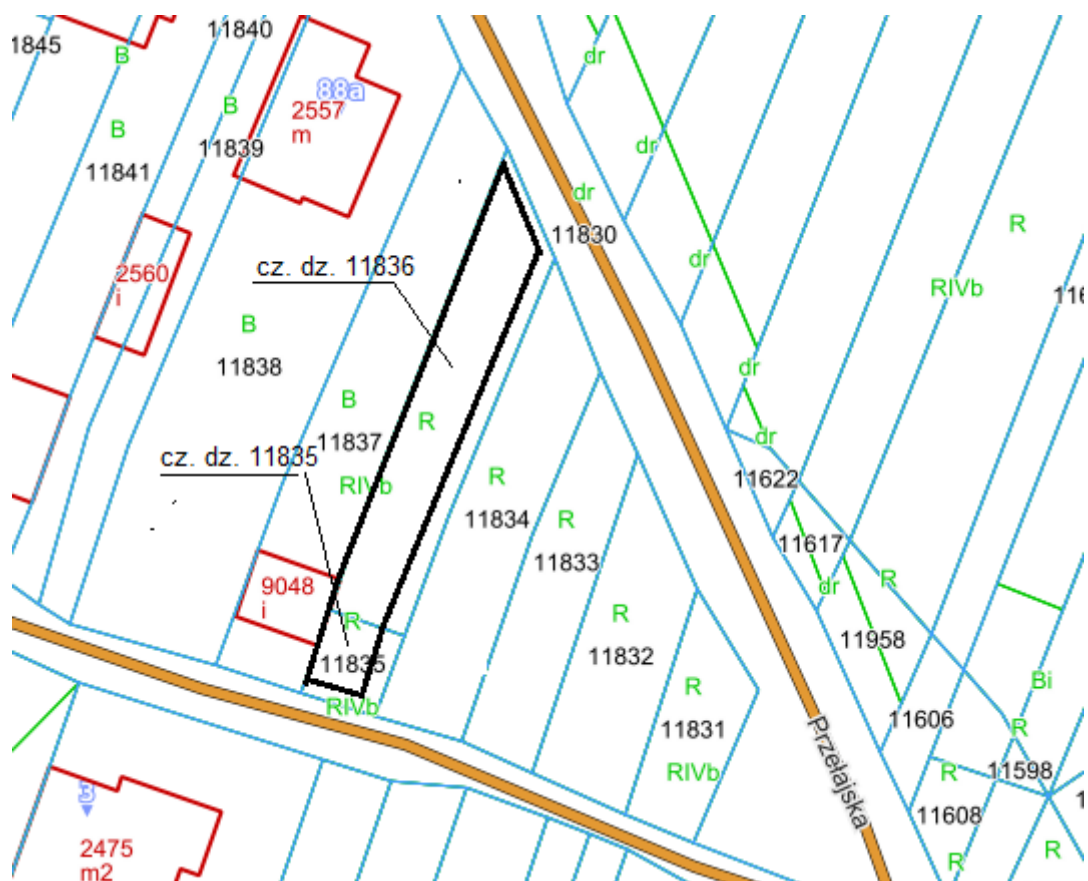 1845
11840
B
B
11841
B
11839
88a
2557
m
dr
dr
dr
11830
R
RIVb
dr
cz. dz. 11836
2560
i
B
11838
B
11837
R
cz. dz. 11835
RIVb
R
11834
R
11833
dr
dr
11622
11617
dr
R
11958
9048
i
R
11835
RIVb
R
11832
R
11831
RIVb
Przełajska
11606
Bi
R
R
11598
11608
R
R
3
2475
m2